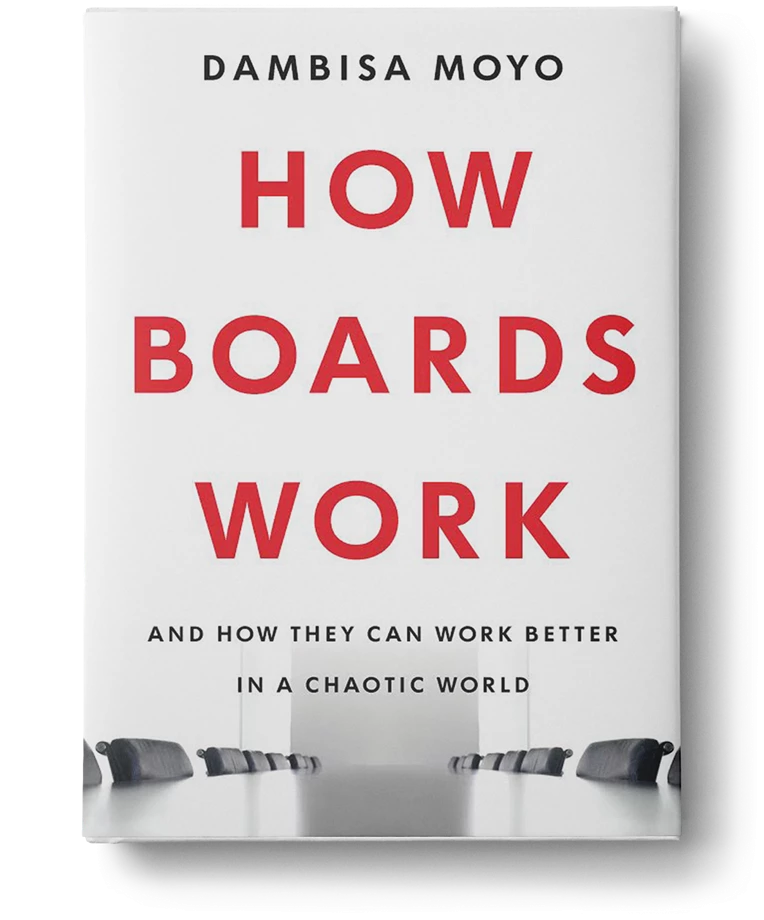 DAMBISA MOYO
HOW
BOARDS
WORK
AND HOW THEY CAN WORK BETTER
IN A CHAOTIC WORLD